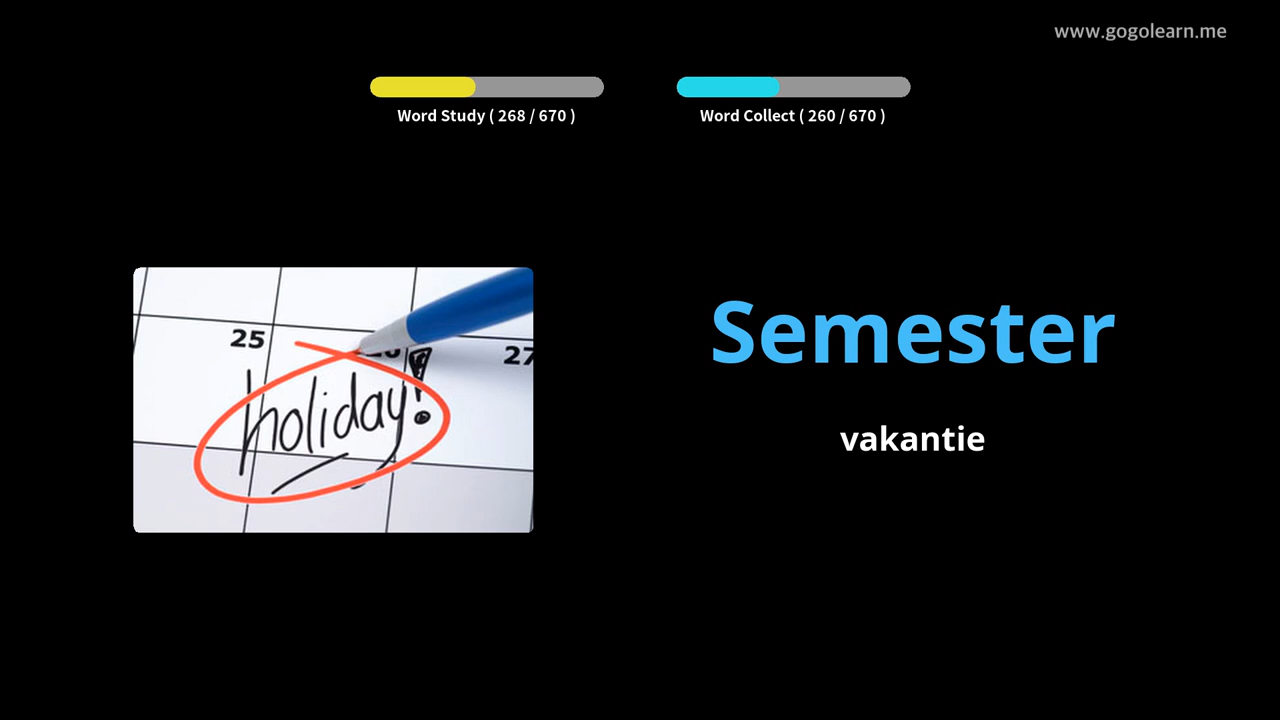 www.gogolearn.me
Word Study ( 268 / 670 )
Word Collect ( 260 / 670 )
25
27
holiday!
Semester
vakantie